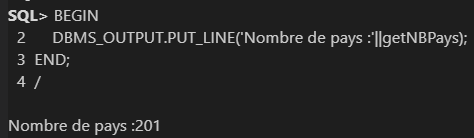 SQL> BEGIN
2 DBMS_OUTPUT.PUT_LINE('Nombre de pays :'||getNBPays);
3 END;
4 /
Nombre de pays :201